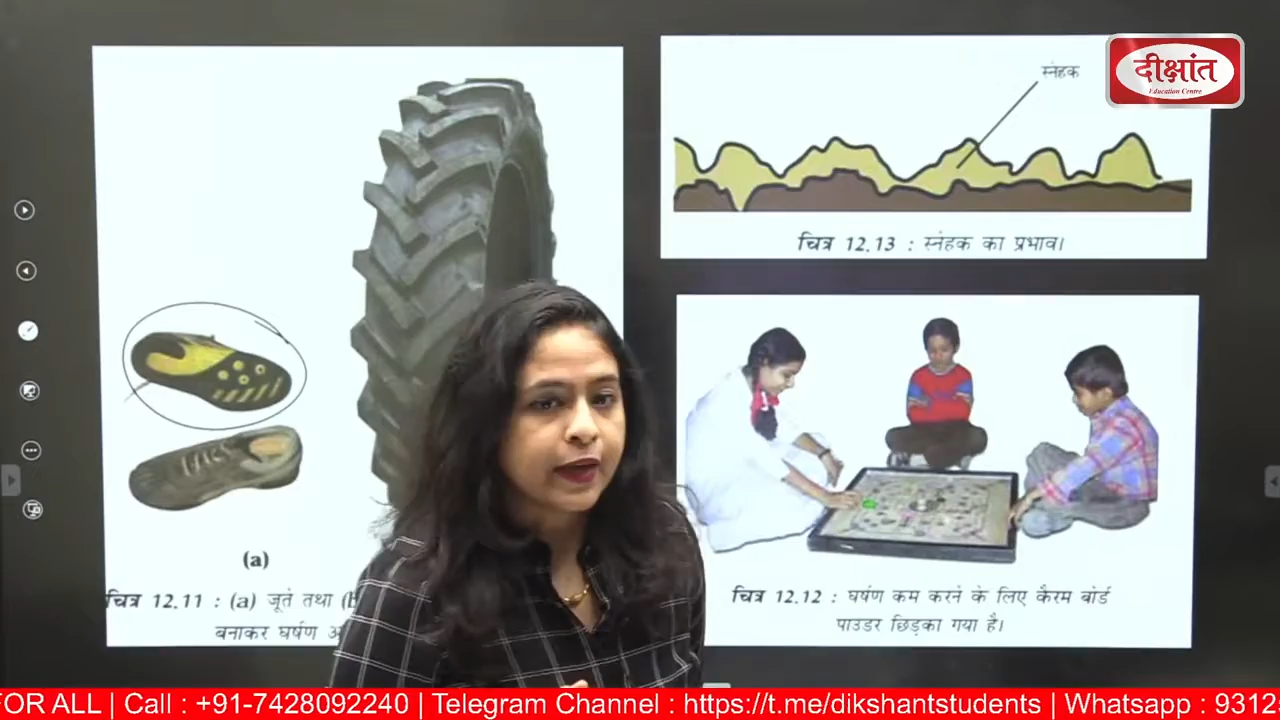 दीक्षांत
Education Centre
स्नेहक
चित्र 12.13 : स्नेहक का प्रभाव।
(a)
चित्र 12.11 : (a) जूते तथा (b
बनाकर घर्षण अ
चित्र 12.12 : घर्षण कम करने के लिए कैरम बोर्ड
पाउडर छिड़का गया है।
FOR ALL | Call : +91-7428092240 | Telegram Channel : https://t.me/dikshantstudents | Whatsapp : 9312